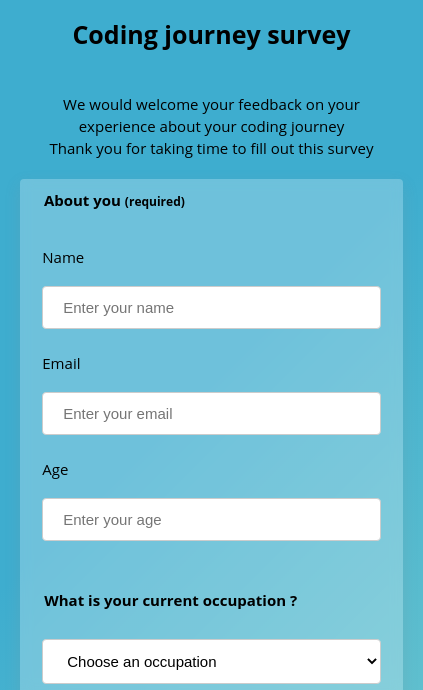 Coding journey survey
We would welcome your feedback on your
experience about your coding journey
Thank you for taking time to fill out this survey
About you (required)
Name
Enter your name
Email
Enter your email
Age
Enter your age
What is your current occupation ?
Choose an occupation